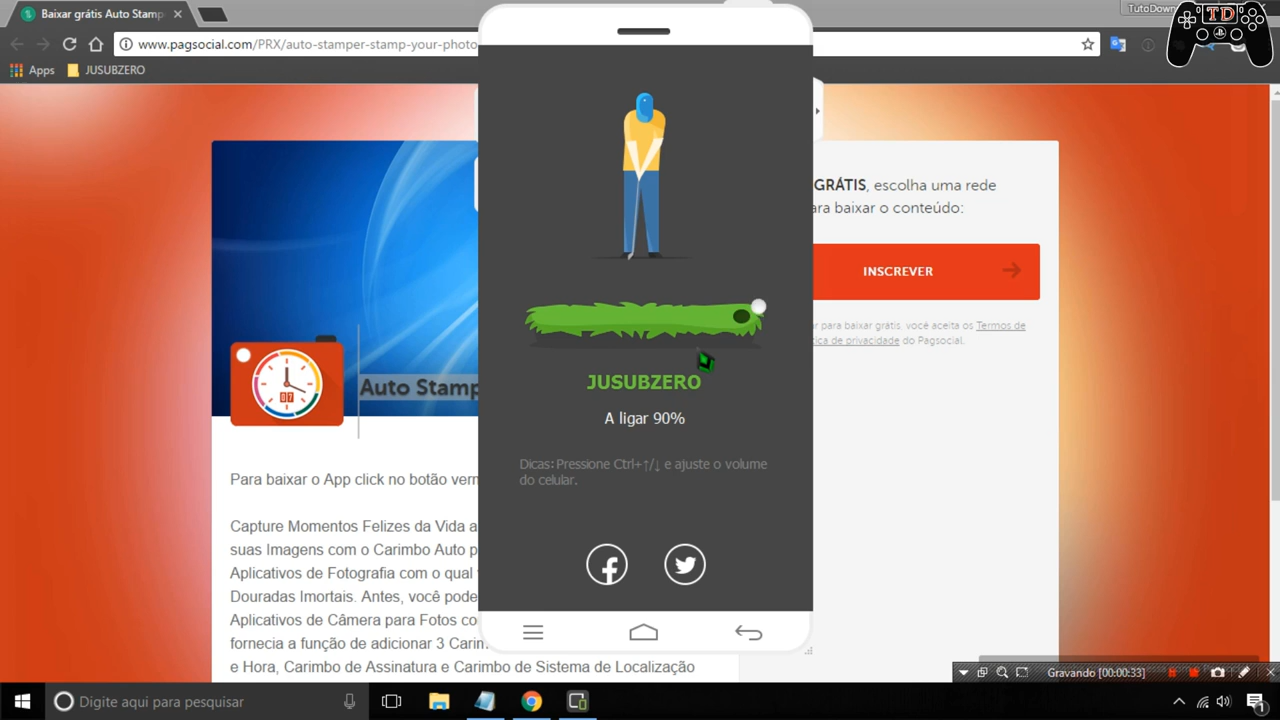 Baixar grátis Auto Stamp
TD
www.pagsocial.com/PRX/auto-stamper-stamp-your-photo
Apps
JUSUBZERO
GRÁTIS, escolha uma rede
ara baixar o conteúdo:
INSCREVER
ar para baixar grátis, você aceita os Termos de
tica de privacidade do Pagsocial.
07
Auto Stamp
JUSUBZERO
A ligar 90%
Dicas: Pressione Ctrl+↑/↓ e ajuste o volume
do celular.
Para baixar o App click no botão verm
Capture Momentos Felizes da Vida a
suas Imagens com o Carimbo Auto p
Aplicativos de Fotografia com o qual
Douradas Imortais. Antes, você pode
Aplicativos de Câmera para Fotos co
fornecia a função de adicionar 3 Carim
e Hora, Carimbo de Assinatura e Carimbo de Sistema de Localização
Gravando [00:00:33]
Digite aqui para pesquisar
1